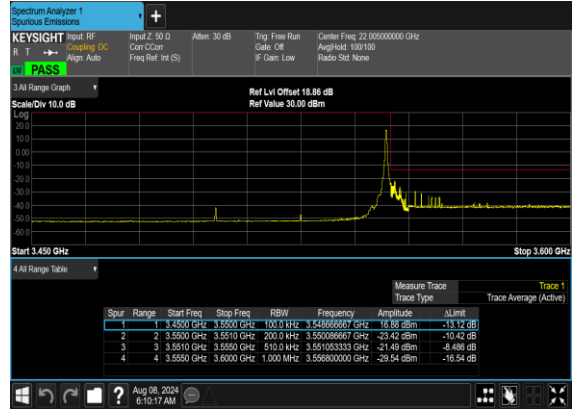 Spectrum Analyzer 1
Spurious Emissions
KEYSIGHT Input: RF Input Z: 50 Ω Atten: 30 dB Trig: Free Run Center Freq: 22.005000000 GHz
R T Coupling: DC Corr CCorr Gate: Off Avg|Hold: 100/100
Align: Auto Freq Ref: Int (S) IF Gain: Low Radio Std: None
PASS
3 All Range Graph
Ref Lvl Offset 18.86 dB
Scale/Div 10.0 dB Ref Value 30.00 dBm
Log
20.0
10.0
0.00
-10.0
-20.0
-30.0
-40.0
-50.0
-60.0
Start 3.450 GHz Stop 3.600 GHz
4 All Range Table
Measure Trace Trace 1
Trace Type Trace Average (Active)
Spur Range Start Freq Stop Freq RBW Frequency Amplitude ΔLimit
1 1 3.4500 GHz 3.5500 GHz 100.0 kHz 3.548666667 GHz 16.88 dBm -13.12 dB
2 2 3.5500 GHz 3.5510 GHz 200.0 kHz 3.550086667 GHz -23.42 dBm -10.42 dB
3 3 3.5510 GHz 3.5550 GHz 510.0 kHz 3.551053333 GHz -21.49 dBm -8.486 dB
4 4 3.5550 GHz 3.6000 GHz 1.000 MHz 3.556800000 GHz -29.54 dBm -16.54 dB
? Aug 08, 2024
6:10:17 AM